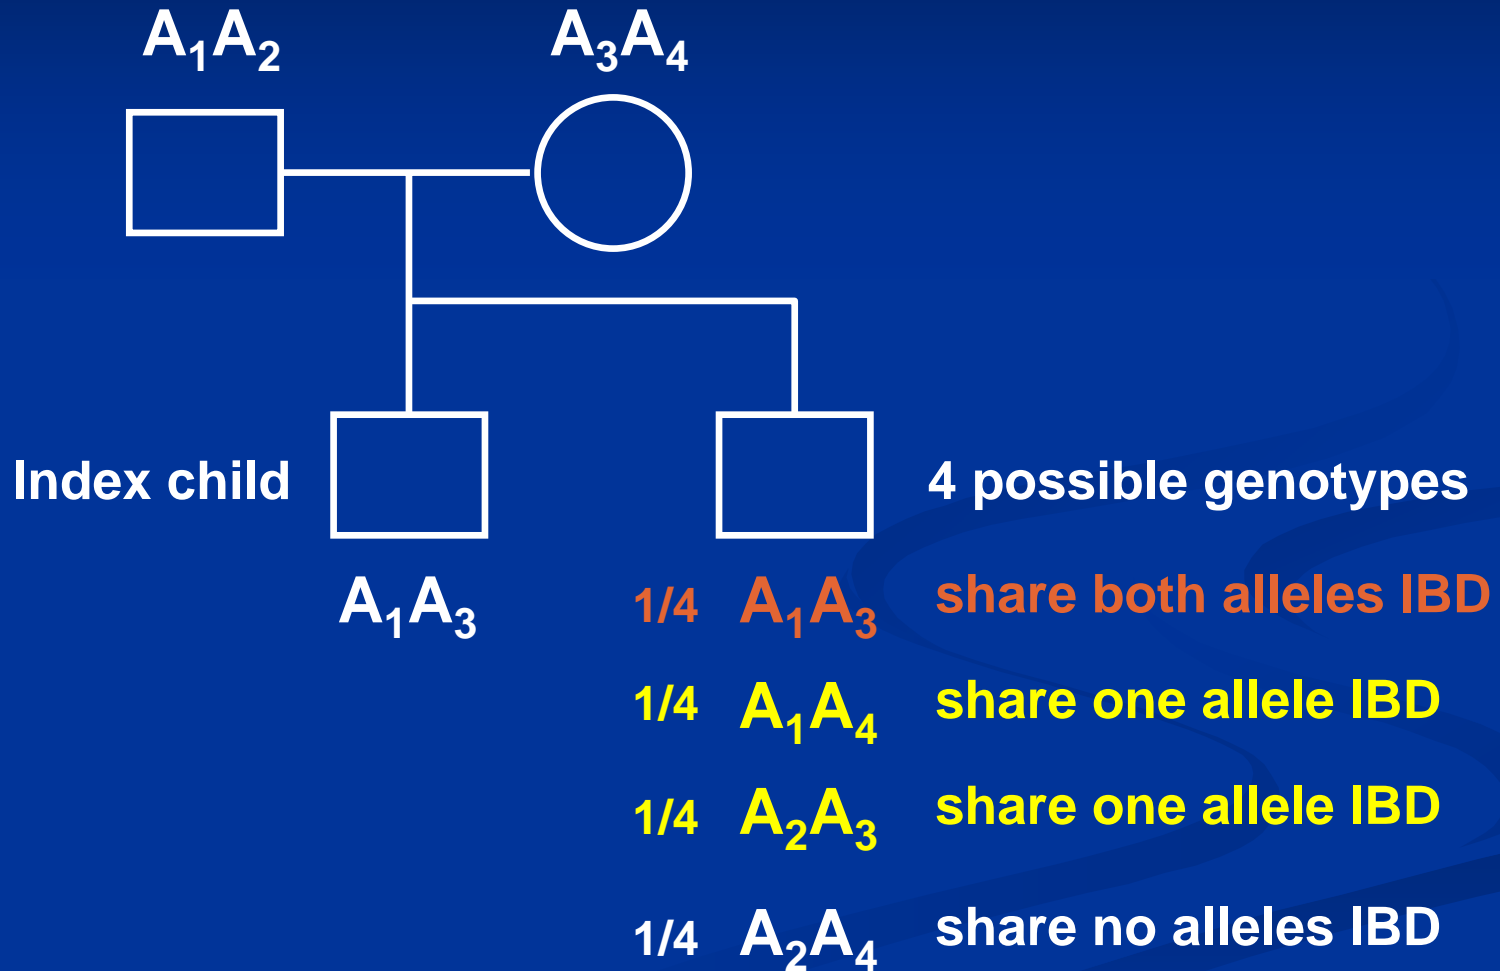 A₁A₂ A₃A₄
Index child 4 possible genotypes
A₁A₃ 1/4 A₁A₃ share both alleles IBD
1/4 A₁A₄ share one allele IBD
1/4 A₂A₃ share one allele IBD
1/4 A₂A₄ share no alleles IBD